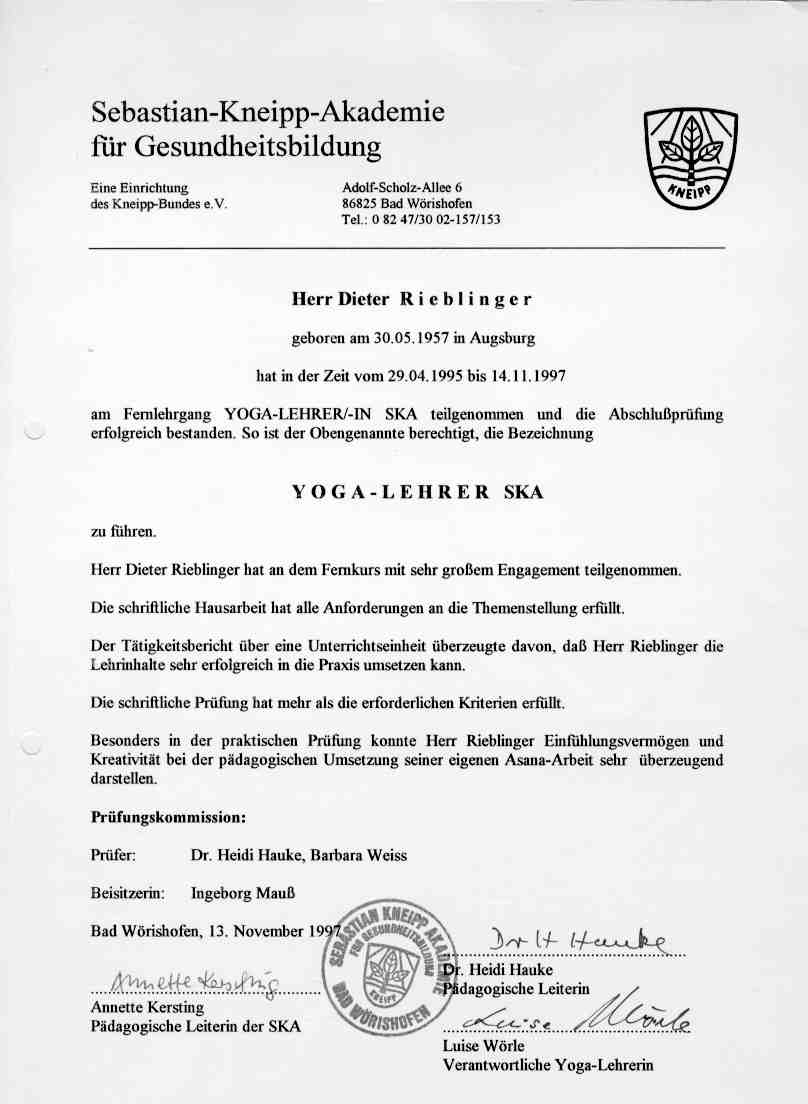 Sebastian-Kneipp-Akademie
für Gesundheitsbildung
Eine Einrichtung
des Kneipp-Bundes e.V.
Adolf-Scholz-Allee 6
86825 Bad Wörishofen
Tel.: 0 82 47/30 02-157/153
KNEIPP
Herr Dieter R i e b l i n g e r
geboren am 30.05.1957 in Augsburg
hat in der Zeit vom 29.04.1995 bis 14.11.1997
am Fernlehrgang YOGA-LEHRER/-IN SKA teilgenommen und die Abschlußprüfung
erfolgreich bestanden. So ist der Obengenannte berechtigt, die Bezeichnung
Y O G A - L E H R E R SKA
zu führen.
Herr Dieter Rieblinger hat an dem Fernkurs mit sehr großem Engagement teilgenommen.
Die schriftliche Hausarbeit hat alle Anforderungen an die Themenstellung erfüllt.
Der Tätigkeitsbericht über eine Unterrichtseinheit überzeugte davon, daß Herr Rieblinger die
Lehrinhalte sehr erfolgreich in die Praxis umsetzen kann.
Die schriftliche Prüfung hat mehr als die erforderlichen Kriterien erfüllt.
Besonders in der praktischen Prüfung konnte Herr Rieblinger Einfühlungsvermögen und
Kreativität bei der pädagogischen Umsetzung seiner eigenen Asana-Arbeit sehr überzeugend
darstellen.
Prüfungskommission:
Prüfer: Dr. Heidi Hauke, Barbara Weiss
Beisitzerin: Ingeborg Mauß
Bad Wörishofen, 13. November 1997
SEBASTIAN KNEIPP AKADEMIE
FÜR GESUNDHEITSBILDUNG
KNEIPP
BAD WÖRISHOFEN
Annette Kersting
Annette Kersting
Pädagogische Leiterin der SKA
Dr H Hauke
Dr. Heidi Hauke
Pädagogische Leiterin
Luise Wörle
Luise Wörle
Verantwortliche Yoga-Lehrerin